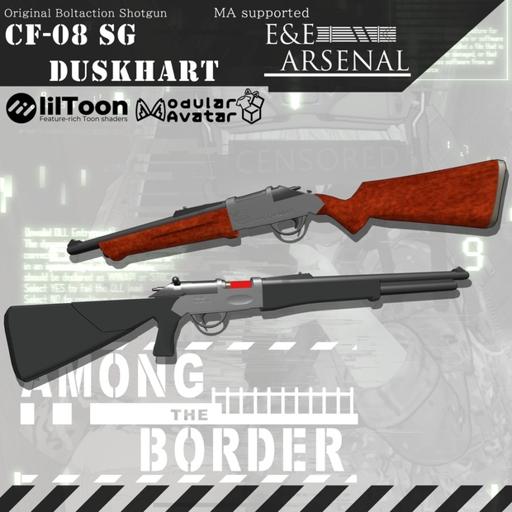 Original Boltaction Shotgun
MA supported
CF-08 SG
DUSKHART
E&E
ARSENAL
lilToon
Feature-rich Toon shaders
Modular
Avatar
CENSORED
9
AMONG
THE
BORDER